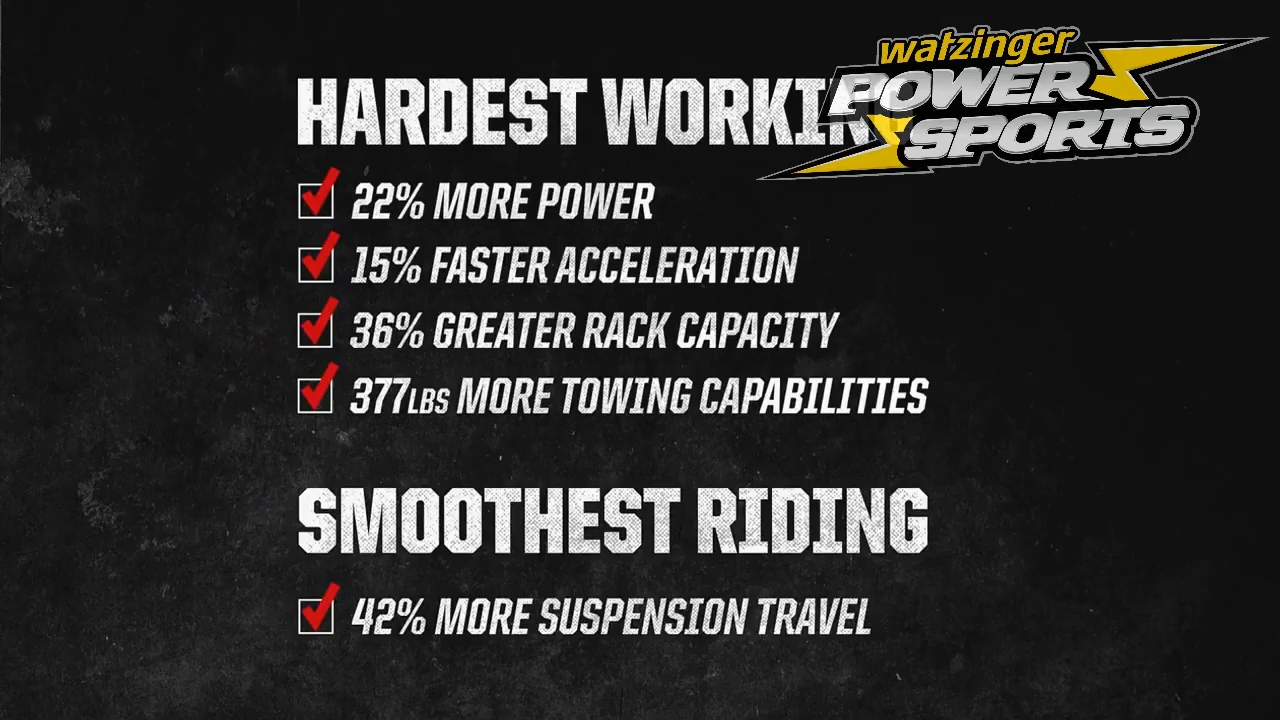 watzinger
POWER
SPORTS
HARDEST WORKIN
22% MORE POWER
15% FASTER ACCELERATION
36% GREATER RACK CAPACITY
377LBS MORE TOWING CAPABILITIES
SMOOTHEST RIDING
42% MORE SUSPENSION TRAVEL